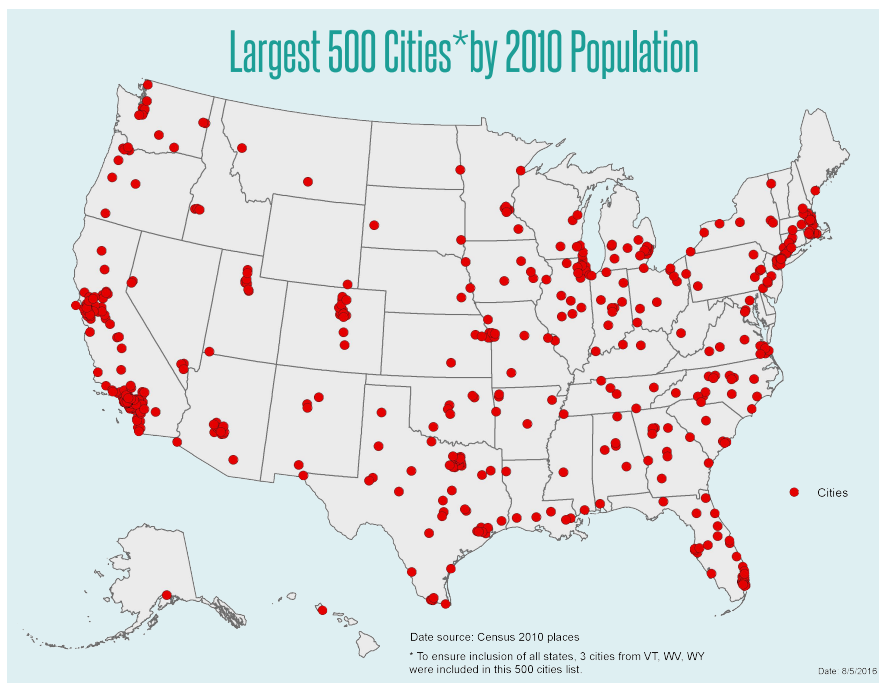 Largest 500 Cities*by 2010 Population
Cities
Date source: Census 2010 places
* To ensure inclusion of all states, 3 cities from VT, WV, WY
were included in this 500 cities list.
Date: 8/5/2016